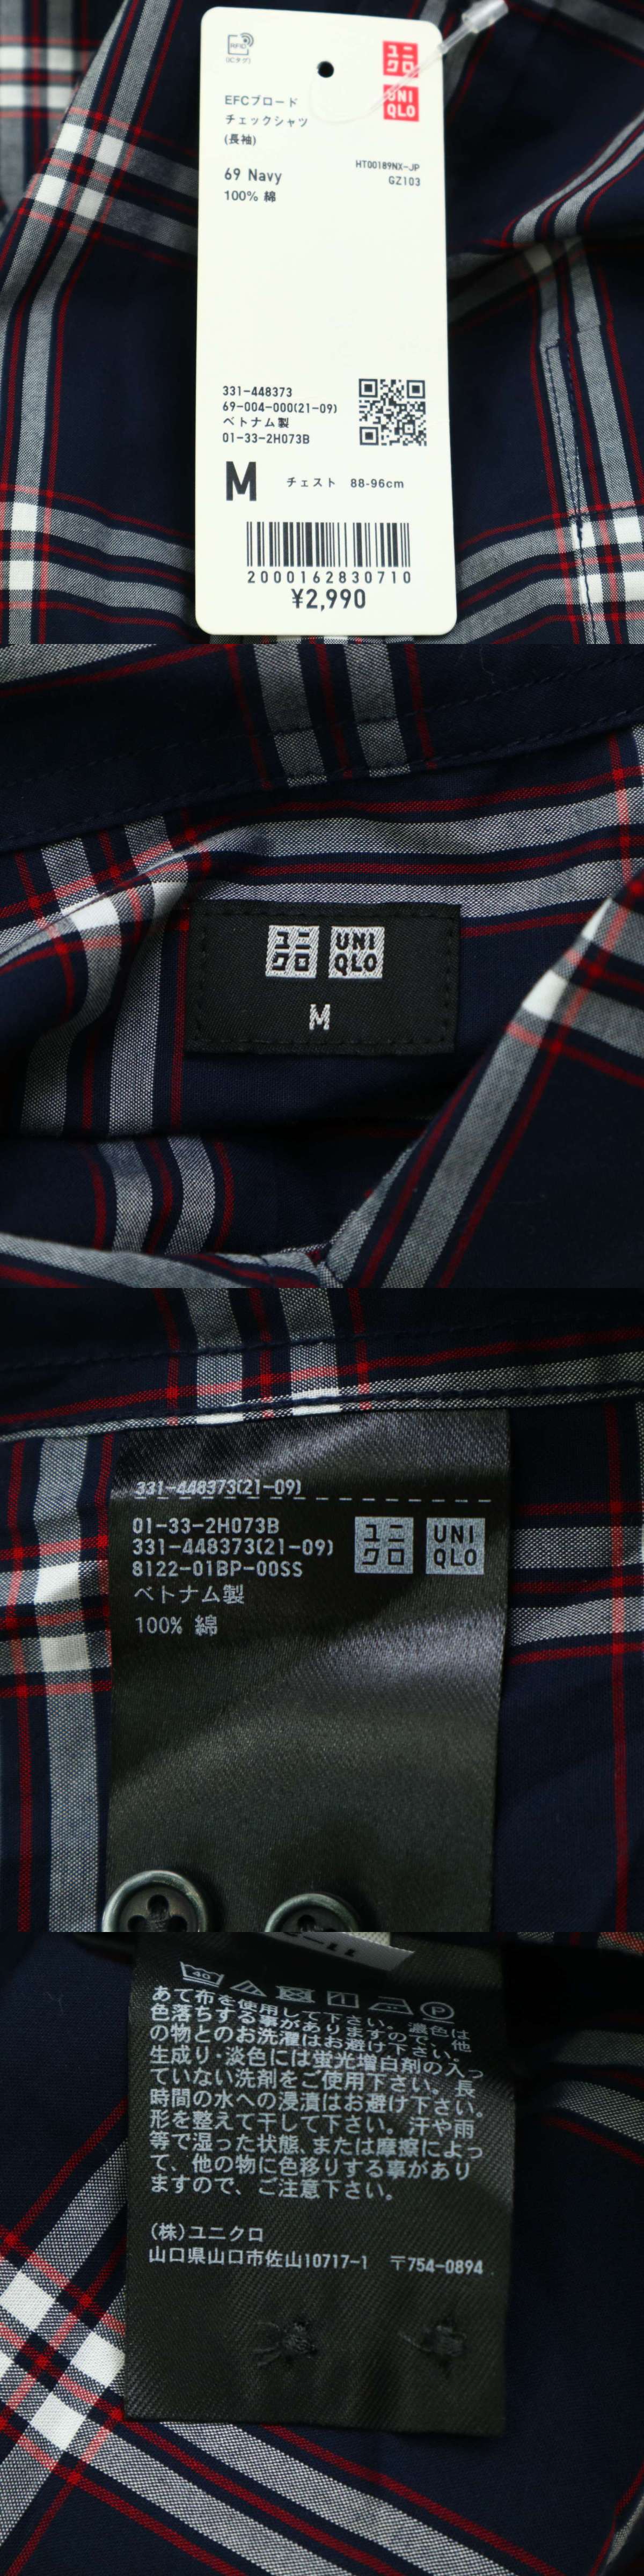 RFID
(ICタグ)
ユニ
クロ
UNI
QLO
EFCブロード
チェックシャツ
(長袖)
HT00189NX-JP
69 Navy
GZ103
100% 綿
331-448373
69-004-000(21-09)
ベトナム製
01-33-2H073B
M チェスト 88-96cm
2000162830710
¥2,990
ユニ UNI
クロ QLO
M
331-448373(21-09)
01-33-2H073B
331-448373(21-09)
8122-01BP-00SS
ユニ UNI
クロ QLO
ベトナム製
100% 綿
40 P
あて布を使用して下さい。濃色は
色落ちする事がありますので、他
の物とのお洗濯はお避け下さい。
生成り・淡色には蛍光増白剤の入っ
ていない洗剤をご使用下さい。長
時間の水への浸漬はお避け下さい。
形を整えて干して下さい。汗や雨
等で湿った状態、または摩擦によっ
て、他の物に色移りする事があり
ますので、ご注意下さい。
(株)ユニクロ
山口県山口市佐山10717-1 〒754-0894